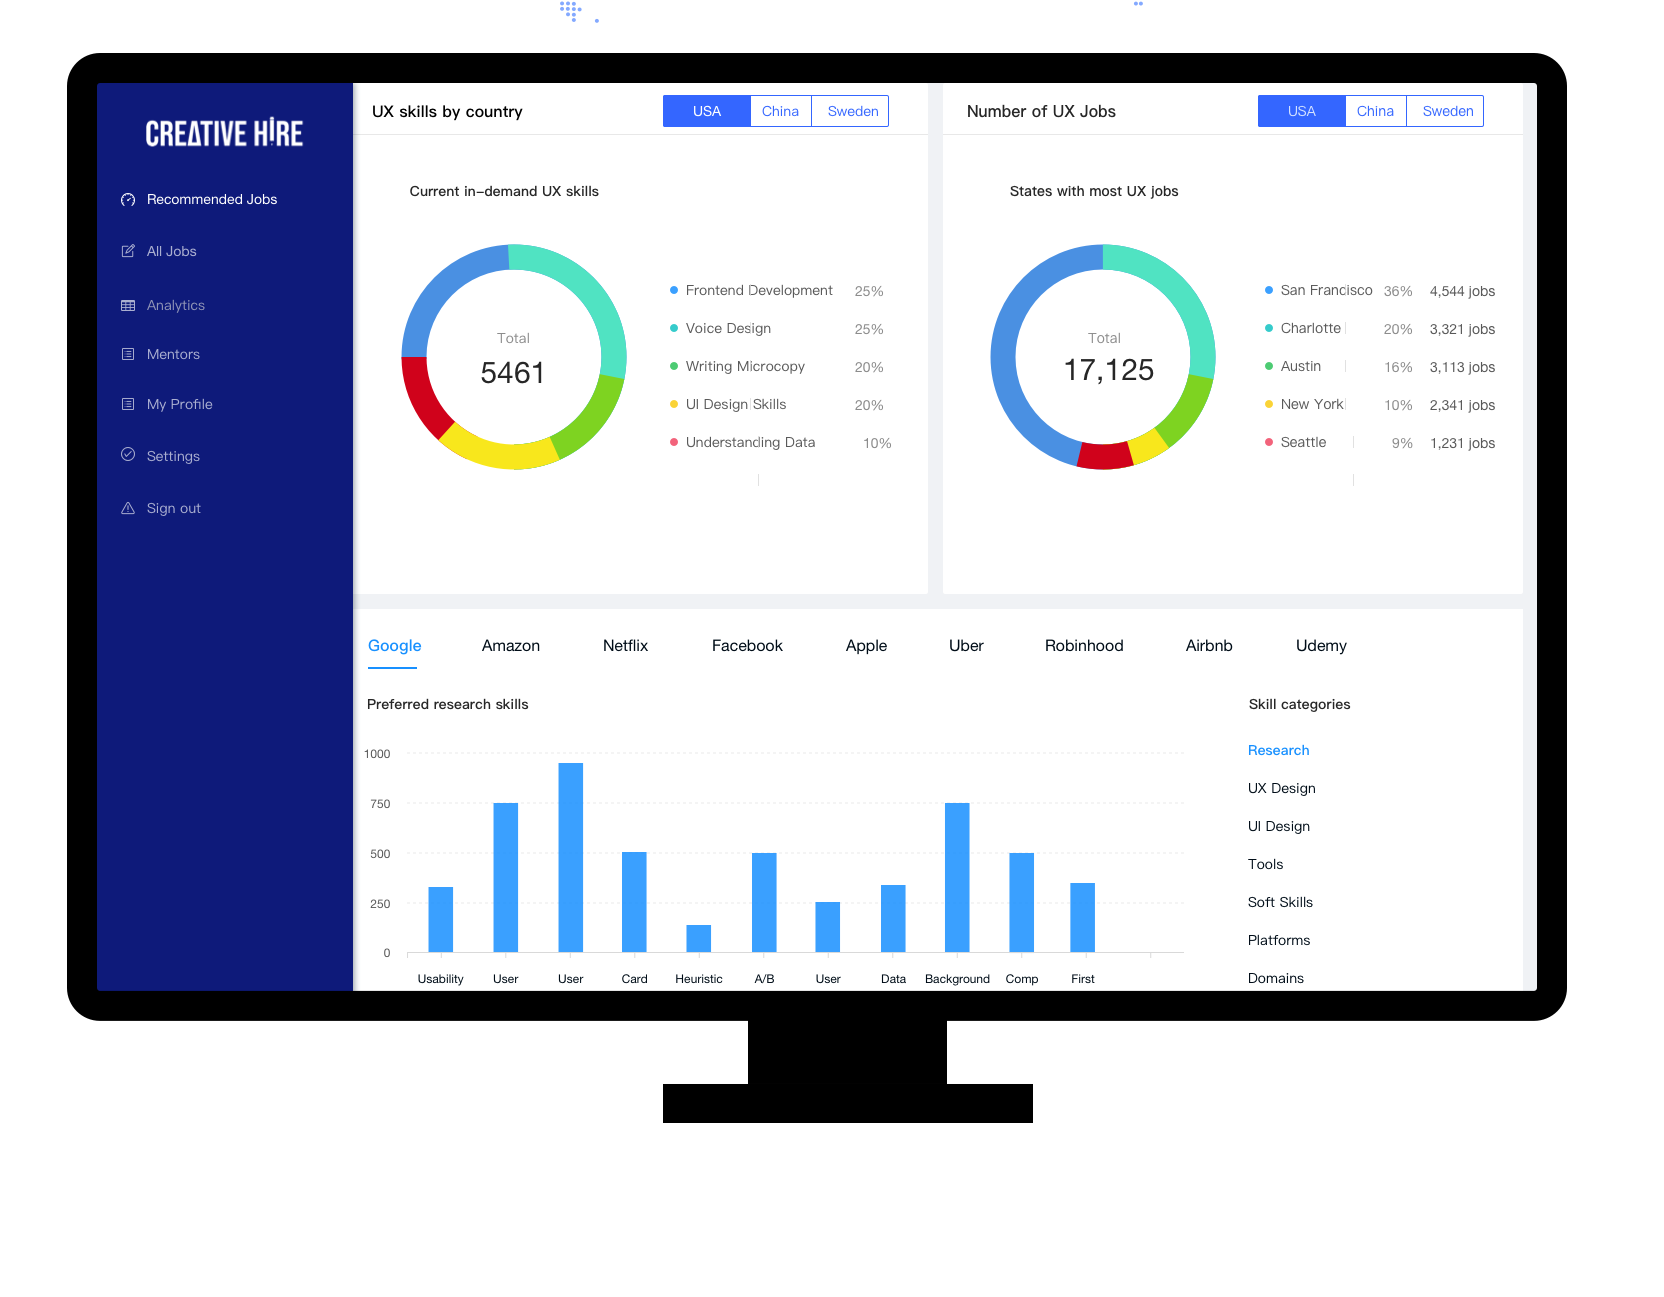 CREATIVE HIRE
Recommended Jobs
All Jobs
Analytics
Mentors
My Profile
Settings
Sign out
UX skills by country
USA China Sweden
Current in-demand UX skills
Total
5461
Frontend Development 25%
Voice Design 25%
Writing Microcopy 20%
UI Design Skills 20%
Understanding Data 10%
Number of UX Jobs
USA China Sweden
States with most UX jobs
Total
17,125
San Francisco 36% 4,544 jobs
Charlotte 20% 3,321 jobs
Austin 16% 3,113 jobs
New York 10% 2,341 jobs
Seattle 9% 1,231 jobs
Google Amazon Netflix Facebook Apple Uber Robinhood Airbnb Udemy
Preferred research skills
1000
750
500
250
0
Usability User User Card Heuristic A/B User Data Background Comp First
Skill categories
Research
UX Design
UI Design
Tools
Soft Skills
Platforms
Domains